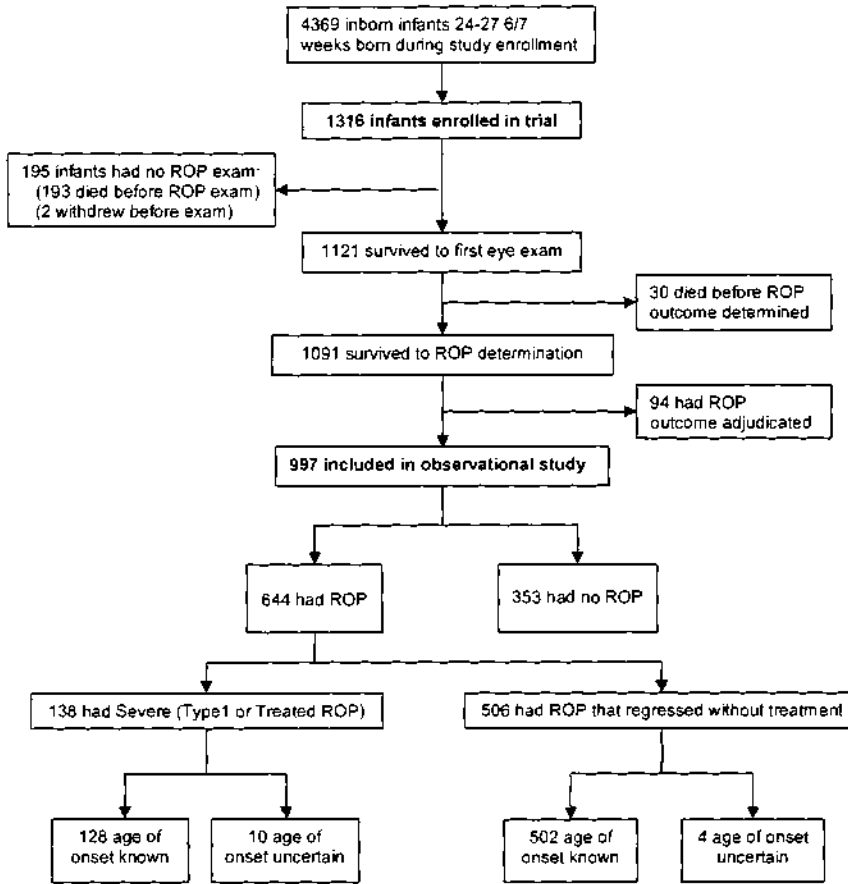 4369 inborn infants 24-27 6/7
weeks born during study enrollment
1316 infants enrolled in trial
195 infants had no ROP exam:
(193 died before ROP exam)
(2 withdrew before exam)
1121 survived to first eye exam
30 died before ROP
outcome determined
1091 survived to ROP determination
94 had ROP
outcome adjudicated
997 included in observational study
644 had ROP
353 had no ROP
138 had Severe (Type1 or Treated ROP)
506 had ROP that regressed without treatment
128 age of
onset known
10 age of
onset uncertain
502 age of
onset known
4 age of onset
uncertain